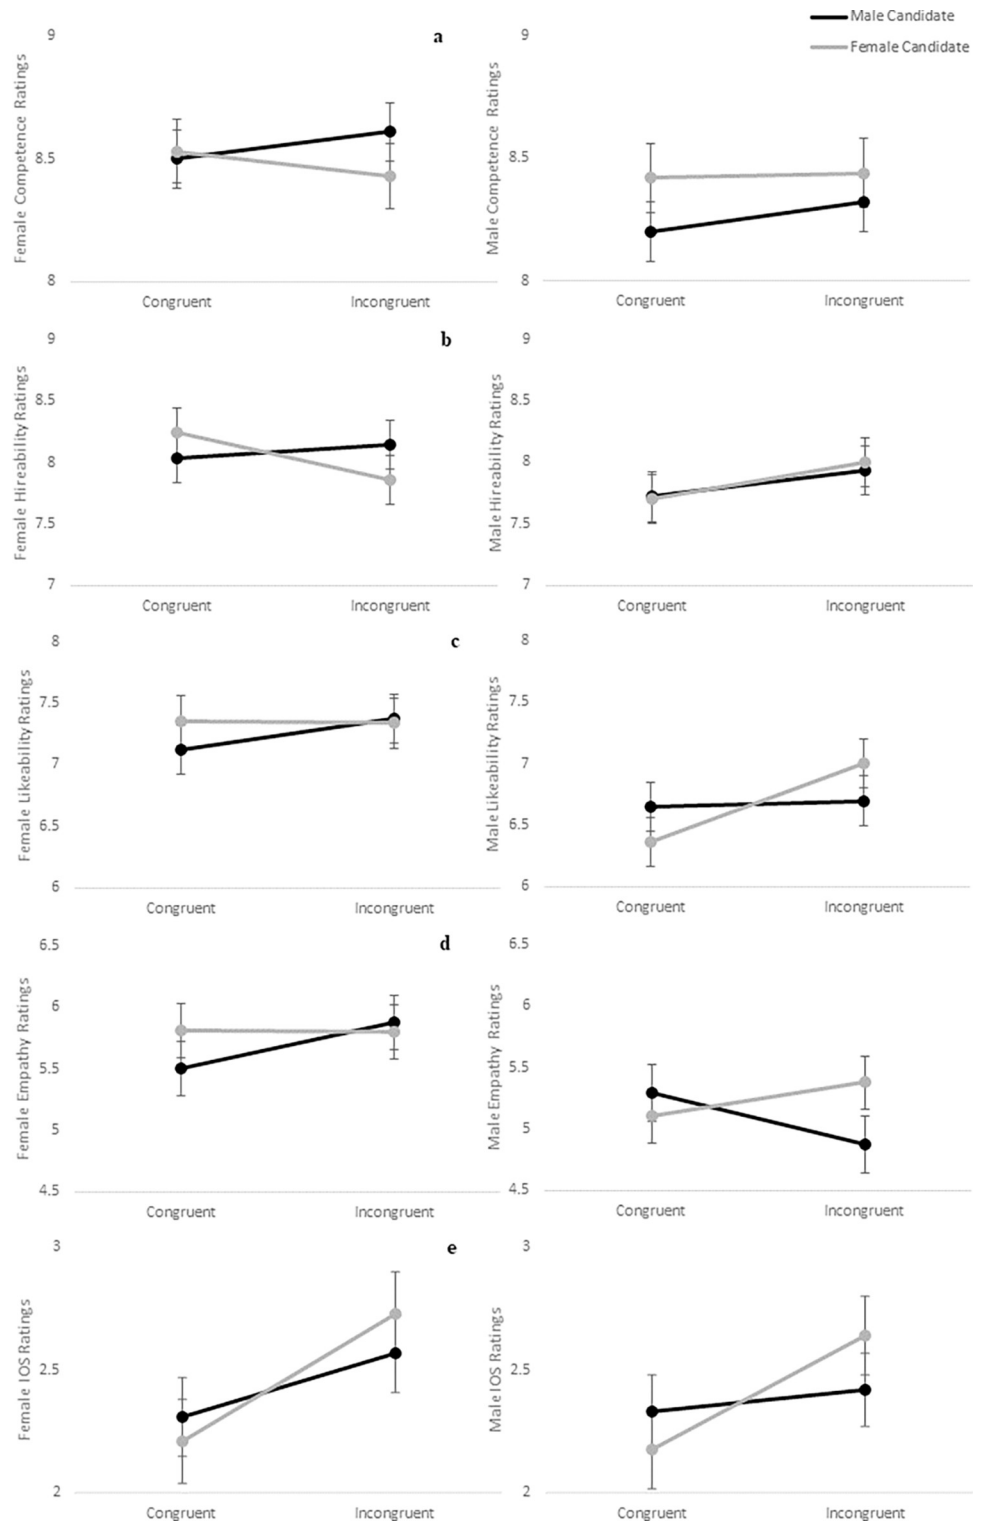 Male Candidate
Female Candidate
a
9
8.5
8
Female Competence Ratings
Congruent
Incongruent
9
8.5
8
Male Competence Ratings
Congruent
Incongruent
b
9
8.5
8
7.5
7
Female Hireability Ratings
Congruent
Incongruent
9
8.5
8
7.5
7
Male Hireability Ratings
Congruent
Incongruent
c
8
7.5
7
6.5
6
Female Likeability Ratings
Congruent
Incongruent
8
7.5
7
6.5
6
Male Likeability Ratings
Congruent
Incongruent
d
6.5
6
5.5
5
4.5
Female Empathy Ratings
Congruent
Incongruent
6.5
6
5.5
5
4.5
Male Empathy Ratings
Congruent
Incongruent
e
3
2.5
2
Female IOS Ratings
Congruent
Incongruent
3
2.5
2
Male IOS Ratings
Congruent
Incongruent